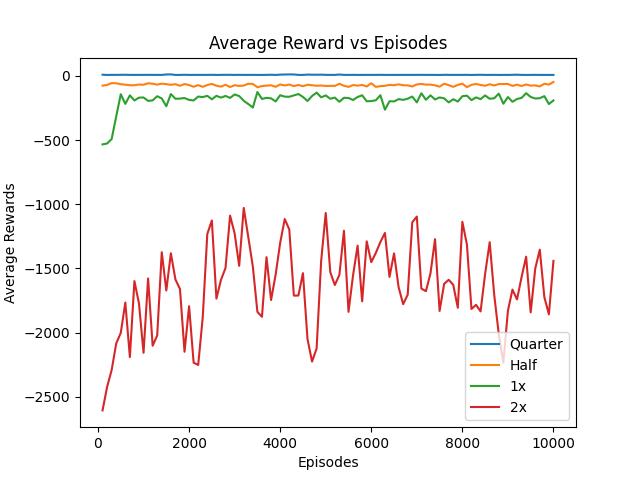 Average Reward vs Episodes
Average Rewards
0
−500
−1000
−1500
−2000
−2500
0
2000
4000
6000
8000
10000
Episodes
Quarter
Half
1x
2x